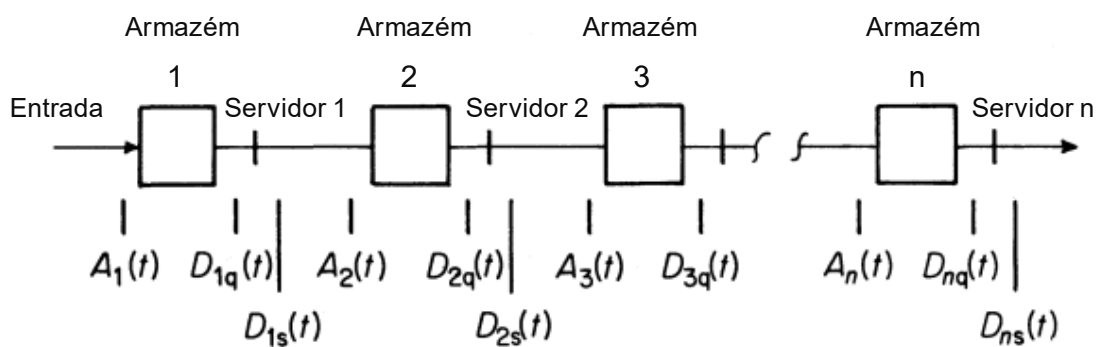 Armazém Armazém Armazém Armazém
1 2 3 n
Entrada Servidor 1 Servidor 2 Servidor n
A1(t) D1q(t) A2(t) D2q(t) A3(t) D3q(t) An(t) Dnq(t)
D1s(t) D2s(t) Dns(t)